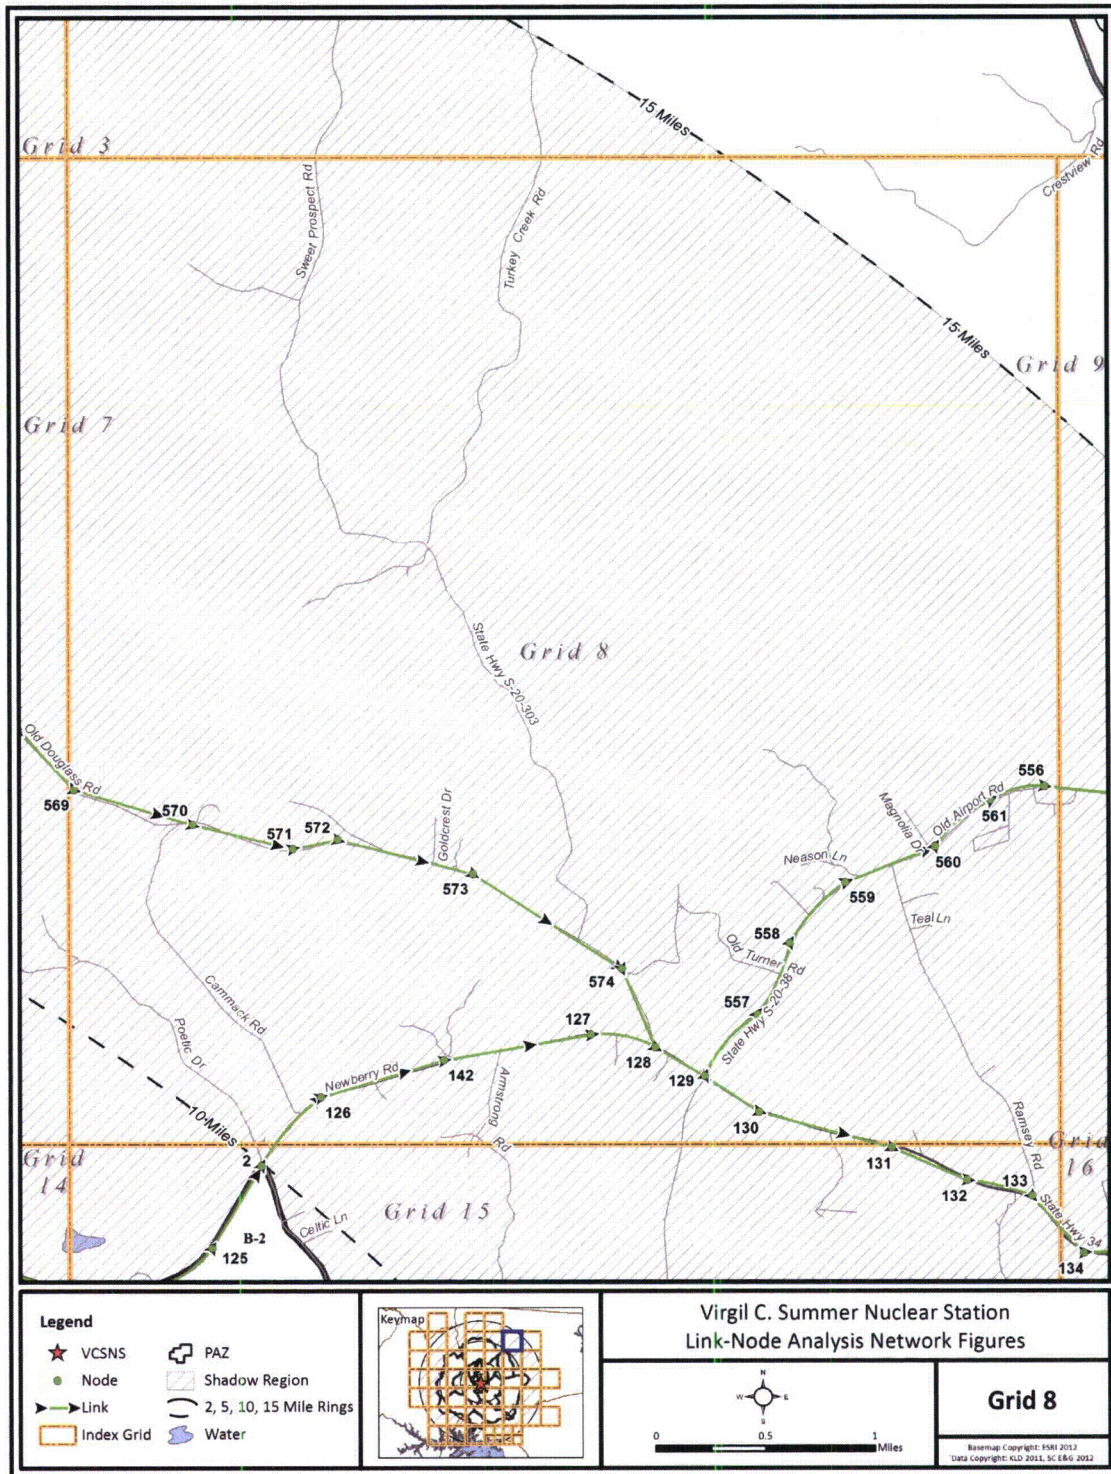 15 Miles
Grid 3
Crestview Rd
Sweet Prospect Rd
Turkey Creek Rd
15 Miles
Grid 9
Grid 7
State Hwy S-20-303
Grid 8
Old Douglass Rd
569
570
571
572
Goldcrest Dr
573
556
561
Old Airport Rd
Magnolia Dr
560
Neason Ln
559
Teal Ln
558
Old Turner Rd
574
557
State Hwy S-20-38
Cammack Rd
Poetic Dr
127
128
129
142
Newberry Rd
126
Armstrong
Rd
10 Miles
130
Ramsey Rd
Grid
14
2
131
Grid
16
132
133
State Hwy 34
134
Grid 15
B-2
Celtic Ln
125
Legend
VCSNS
Node
Link
Index Grid
PAZ
Shadow Region
2, 5, 10, 15 Mile Rings
Water
Keymap
Virgil C. Summer Nuclear Station
Link-Node Analysis Network Figures
N
W
E
S
0
0.5
1
Miles
Grid 8
Basemap Copyright: ESRI 2012
Data Copyright: KLD 2011, SC E&G 2012